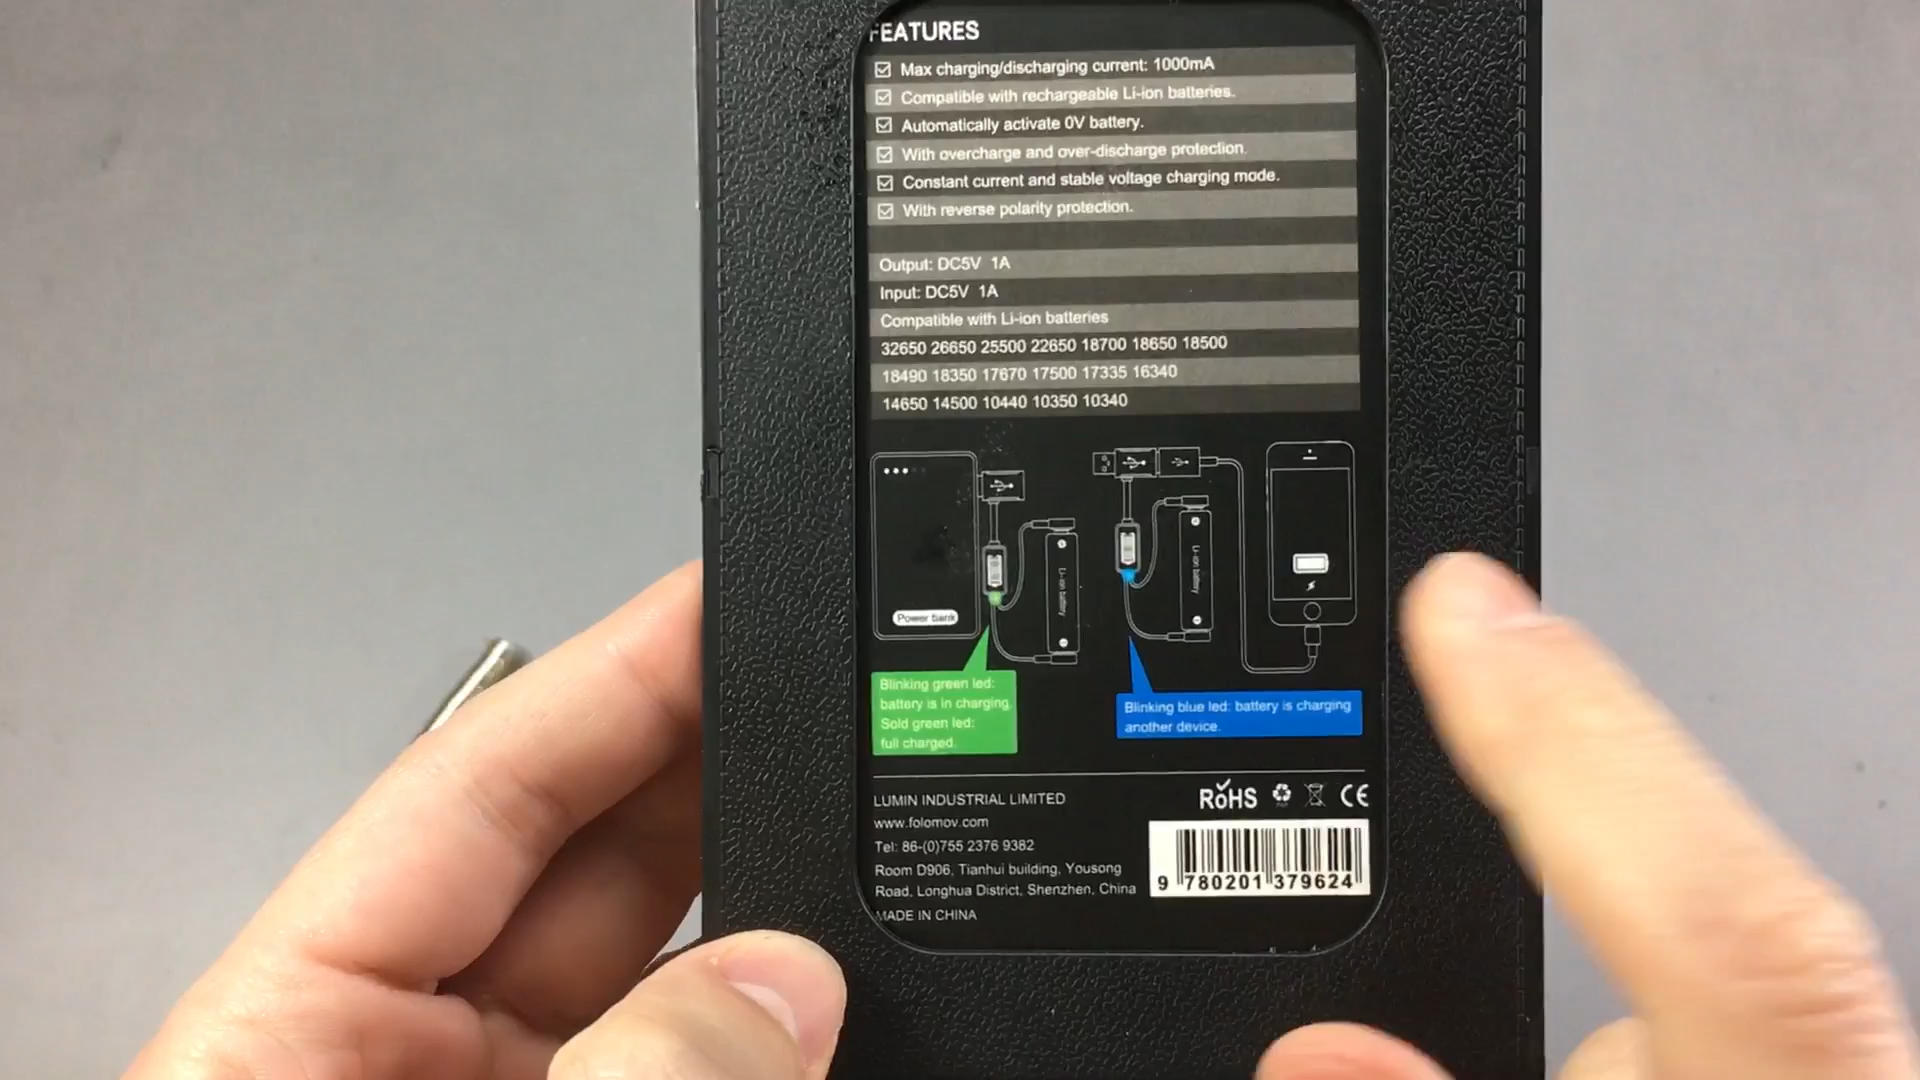 FEATURES
Max charging/discharging current: 1000mA
Compatible with rechargeable Li-ion batteries.
Automatically activate 0V battery.
With overcharge and over-discharge protection.
Constant current and stable voltage charging mode.
With reverse polarity protection.
Output: DC5V 1A
Input: DC5V 1A
Compatible with Li-ion batteries
32650 26650 25500 22650 18700 18650 18500
18490 18350 17670 17500 17335 16340
14650 14500 10440 10350 10340
Power bank
Li-ion battery
Li-ion battery
Blinking green led:
battery is in charging.
Sold green led:
full charged.
Blinking blue led: battery is charging
another device.
LUMIN INDUSTRIAL LIMITED
www.folomov.com
Tel: 86-(0)755 2376 9382
Room D906, Tianhui building, Yousong
Road, Longhua District, Shenzhen, China
MADE IN CHINA
RoHS
CE
9 780201 379624